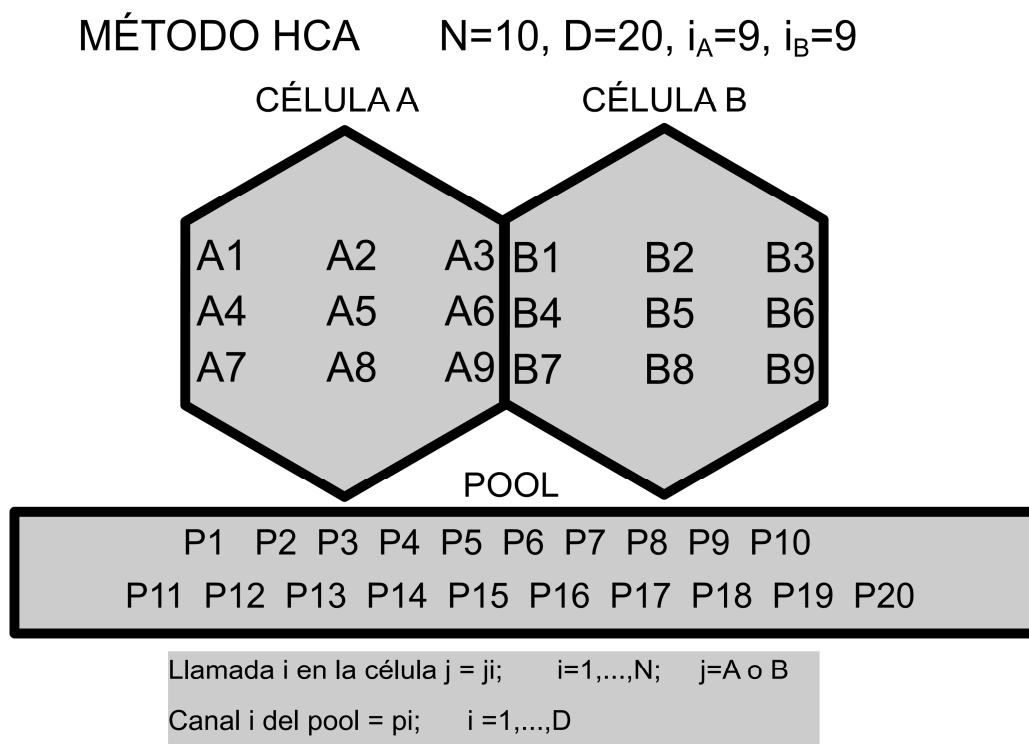 MÉTODO HCA N=10, D=20, iA=9, iB=9
CÉLULA A CÉLULA B
A1 A2 A3 B1 B2 B3
A4 A5 A6 B4 B5 B6
A7 A8 A9 B7 B8 B9
POOL
P1 P2 P3 P4 P5 P6 P7 P8 P9 P10
P11 P12 P13 P14 P15 P16 P17 P18 P19 P20
Llamada i en la célula j = ji; i=1,...,N; j=A o B
Canal i del pool = pi; i =1,...,D